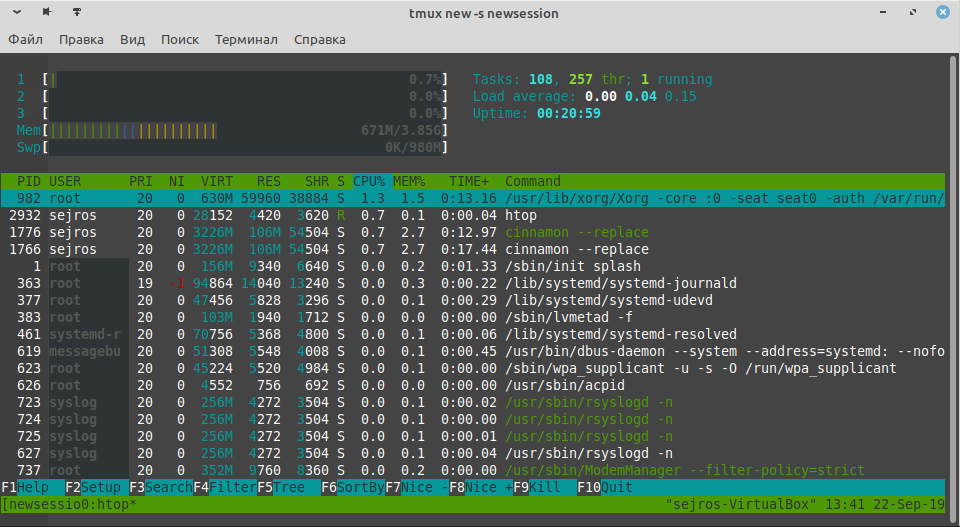 tmux new -s newsession
Файл Правка Вид Поиск Терминал Справка
1 [| 0.7%] Tasks: 108, 257 thr; 1 running
2 [ 0.0%] Load average: 0.00 0.04 0.15
3 [ 0.0%] Uptime: 00:20:59
Mem[||||||||||||||||||||| 671M/3.85G]
Swp[ 0K/980M]
PID USER PRI NI VIRT RES SHR S CPU% MEM% TIME+ Command
982 root 20 0 630M 59960 38884 S 1.3 1.5 0:13.16 /usr/lib/xorg/Xorg -core :0 -seat seat0 -auth /var/run/
2932 sejros 20 0 28152 4420 3620 R 0.7 0.1 0:00.04 htop
1776 sejros 20 0 3226M 106M 54504 S 0.7 2.7 0:12.97 cinnamon --replace
1766 sejros 20 0 3226M 106M 54504 S 0.7 2.7 0:17.44 cinnamon --replace
1 root 20 0 156M 9340 6640 S 0.0 0.2 0:01.33 /sbin/init splash
363 root 19 -1 94864 14040 13240 S 0.0 0.3 0:00.22 /lib/systemd/systemd-journald
377 root 20 0 47456 5828 3296 S 0.0 0.1 0:00.29 /lib/systemd/systemd-udevd
383 root 20 0 103M 1940 1712 S 0.0 0.0 0:00.00 /sbin/lvmetad -f
461 systemd-r 20 0 70756 5368 4800 S 0.0 0.1 0:00.06 /lib/systemd/systemd-resolved
619 messagebu 20 0 51308 5548 4008 S 0.0 0.1 0:00.45 /usr/bin/dbus-daemon --system --address=systemd: --nofo
623 root 20 0 45224 5520 4984 S 0.0 0.1 0:00.00 /sbin/wpa_supplicant -u -s -O /run/wpa_supplicant
626 root 20 0 4552 756 692 S 0.0 0.0 0:00.00 /usr/sbin/acpid
723 syslog 20 0 256M 4272 3504 S 0.0 0.1 0:00.02 /usr/sbin/rsyslogd -n
724 syslog 20 0 256M 4272 3504 S 0.0 0.1 0:00.00 /usr/sbin/rsyslogd -n
725 syslog 20 0 256M 4272 3504 S 0.0 0.1 0:00.01 /usr/sbin/rsyslogd -n
627 syslog 20 0 256M 4272 3504 S 0.0 0.1 0:00.04 /usr/sbin/rsyslogd -n
737 root 20 0 352M 9760 8360 S 0.0 0.2 0:00.00 /usr/sbin/ModemManager --filter-policy=strict
F1Help F2Setup F3SearchF4FilterF5Tree F6SortByF7Nice -F8Nice +F9Kill F10Quit
[newsessio0:htop* "sejros-VirtualBox" 13:41 22-Sep-19